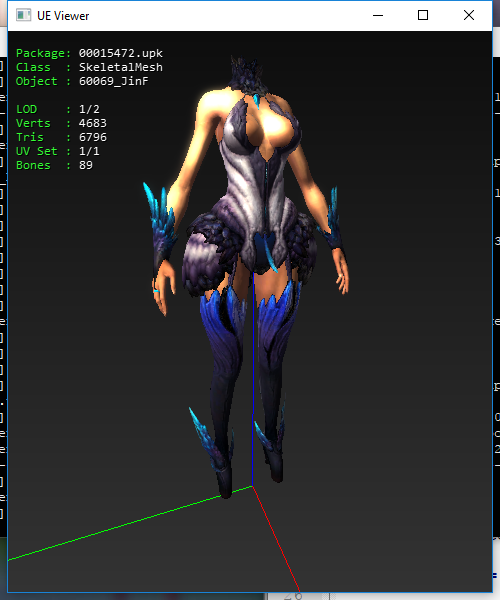 UE Viewer
Package: 00015472.upk
Class : SkeletalMesh
Object : 60069_JinF
LOD : 1/2
Verts : 4683
Tris : 6796
UV Set : 1/1
Bones : 89